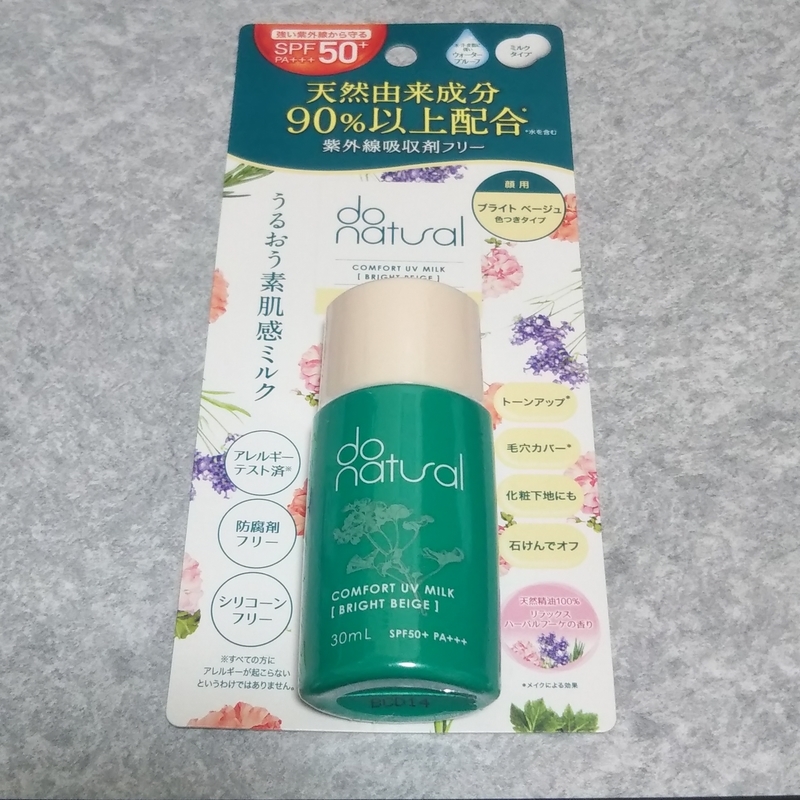 強い紫外線から守る
SPF50+
PA+++
ウォーター
プルーフ
ミルク
タイプ
天然由来成分
90%以上配合*
*水を含む
紫外線吸収剤フリー
顔用
ブライト ベージュ
色つきタイプ
do
natural
COMFORT UV MILK
[ BRIGHT BEIGE ]
うるおう素肌感ミルク
トーンアップ*
毛穴カバー*
化粧下地にも
石けんでオフ
アレルギー
テスト済※
防腐剤
フリー
シリコーン
フリー
※すべての方に
アレルギーが起こらない
というわけではありません。
天然精油100%
リラックス
ハーバルブーケの香り
*メイクによる効果
do
natural
COMFORT UV MILK
[ BRIGHT BEIGE ]
30mL SPF50+ PA+++